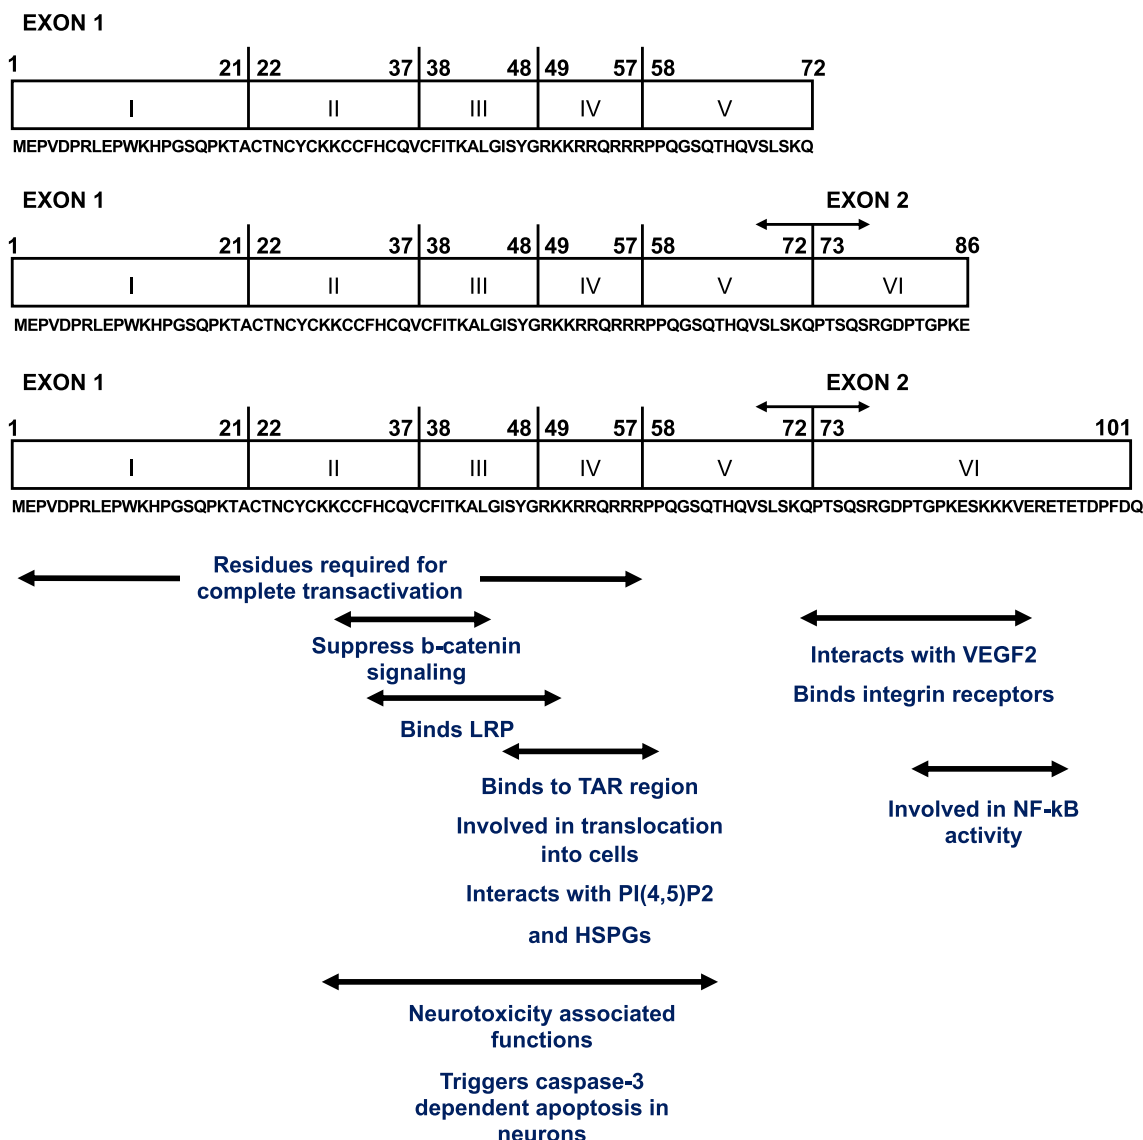 EXON 1
1 21 22 37 38 48 49 57 58 72
I II III IV V
MEPVDPRLEPWKHPGSQPKTACTNCYCKKCCFHCQVCFITKALGISYGRKKRRQRRRPPQGSQTHQVSLSKQ
EXON 1 EXON 2
1 21 22 37 38 48 49 57 58 72 73 86
I II III IV V VI
MEPVDPRLEPWKHPGSQPKTACTNCYCKKCCFHCQVCFITKALGISYGRKKRRQRRRPPQGSQTHQVSLSKQPTSQSRGDPTGPKE
EXON 1 EXON 2
1 21 22 37 38 48 49 57 58 72 73 101
I II III IV V VI
MEPVDPRLEPWKHPGSQPKTACTNCYCKKCCFHCQVCFITKALGISYGRKKRRQRRRPPQGSQTHQVSLSKQPTSQSRGDPTGPKESKKKVERETETDPFDQ
Residues required for
complete transactivation
Suppress b-catenin
signaling
Binds LRP
Binds to TAR region
Involved in translocation
into cells
Interacts with PI(4,5)P2
and HSPGs
Neurotoxicity associated
functions
Triggers caspase-3
dependent apoptosis in
neurons
Interacts with VEGF2
Binds integrin receptors
Involved in NF-kB
activity